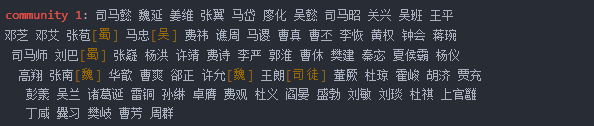 community 1: 司马懿 魏延 姜维 张翼 马岱 廖化 吴懿 司马昭 关兴 吴班 王平
邓芝 邓艾 张苞[蜀] 马忠[吴] 费祎 谯周 马谡 曹真 曹丕 李恢 黄权 钟会 蒋琬
司马师 刘巴[蜀] 张嶷 杨洪 许靖 费诗 李严 郭淮 曹休 樊建 秦宓 夏侯霸 杨仪
高翔 张南[魏] 华歆 曹爽 郤正 许允[魏] 王朗[司徒] 董厥 杜琼 霍峻 胡济 贾充
彭羕 吴兰 诸葛诞 雷铜 孙綝 卓膺 费观 杜义 阎晏 盛勃 刘敏 刘琰 杜祺 上官雝
丁咸 爨习 樊岐 曹芳 周群